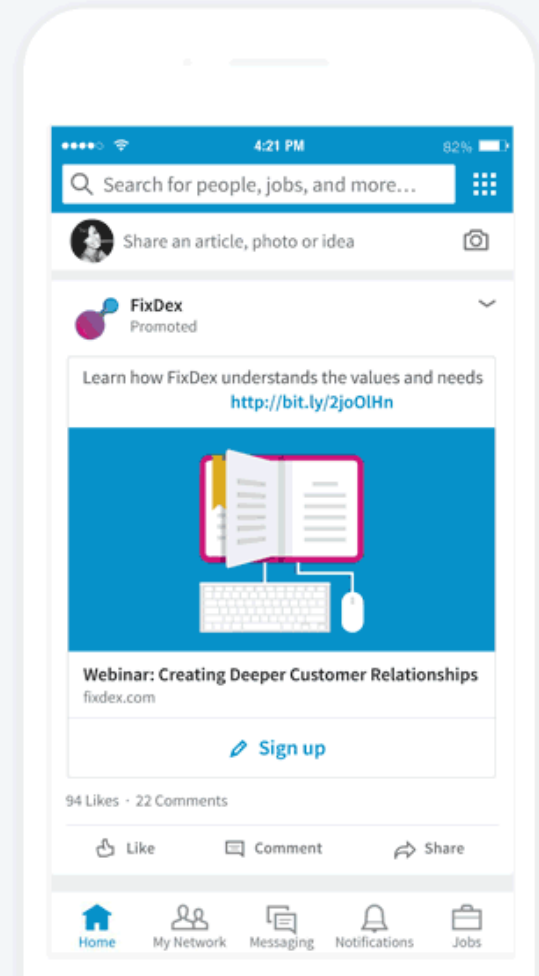 4:21 PM 82%
Search for people, jobs, and more...
Share an article, photo or idea
FixDex
Promoted
Learn how FixDex understands the values and needs
http://bit.ly/2joOlHn
Webinar: Creating Deeper Customer Relationships
fixdex.com
Sign up
94 Likes · 22 Comments
Like Comment Share
Home My Network Messaging Notifications Jobs